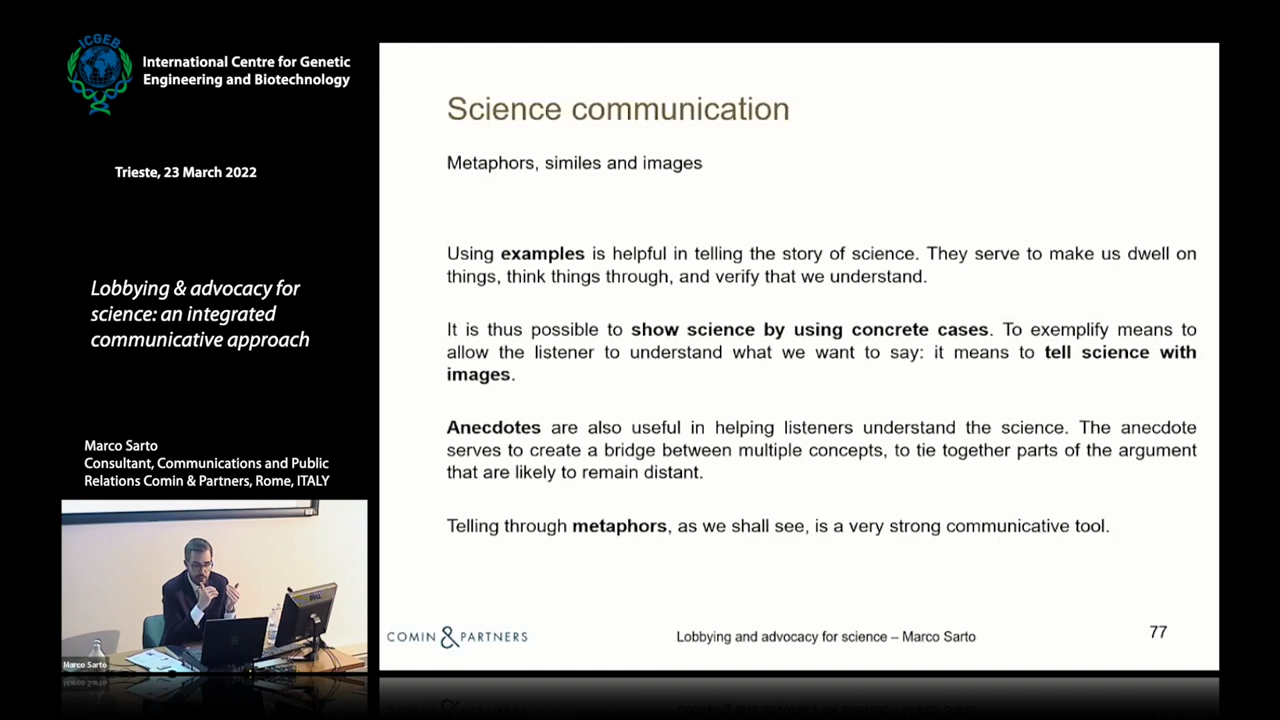 ICGEB
International Centre for Genetic
Engineering and Biotechnology
Trieste, 23 March 2022
Lobbying & advocacy for
science: an integrated
communicative approach
Marco Sarto
Consultant, Communications and Public
Relations Comin & Partners, Rome, ITALY
Marco Sarto
Science communication
Metaphors, similes and images
Using examples is helpful in telling the story of science. They serve to make us dwell on
things, think things through, and verify that we understand.
It is thus possible to show science by using concrete cases. To exemplify means to
allow the listener to understand what we want to say: it means to tell science with
images.
Anecdotes are also useful in helping listeners understand the science. The anecdote
serves to create a bridge between multiple concepts, to tie together parts of the argument
that are likely to remain distant.
Telling through metaphors, as we shall see, is a very strong communicative tool.
COMIN & PARTNERS
Lobbying and advocacy for science – Marco Sarto
77